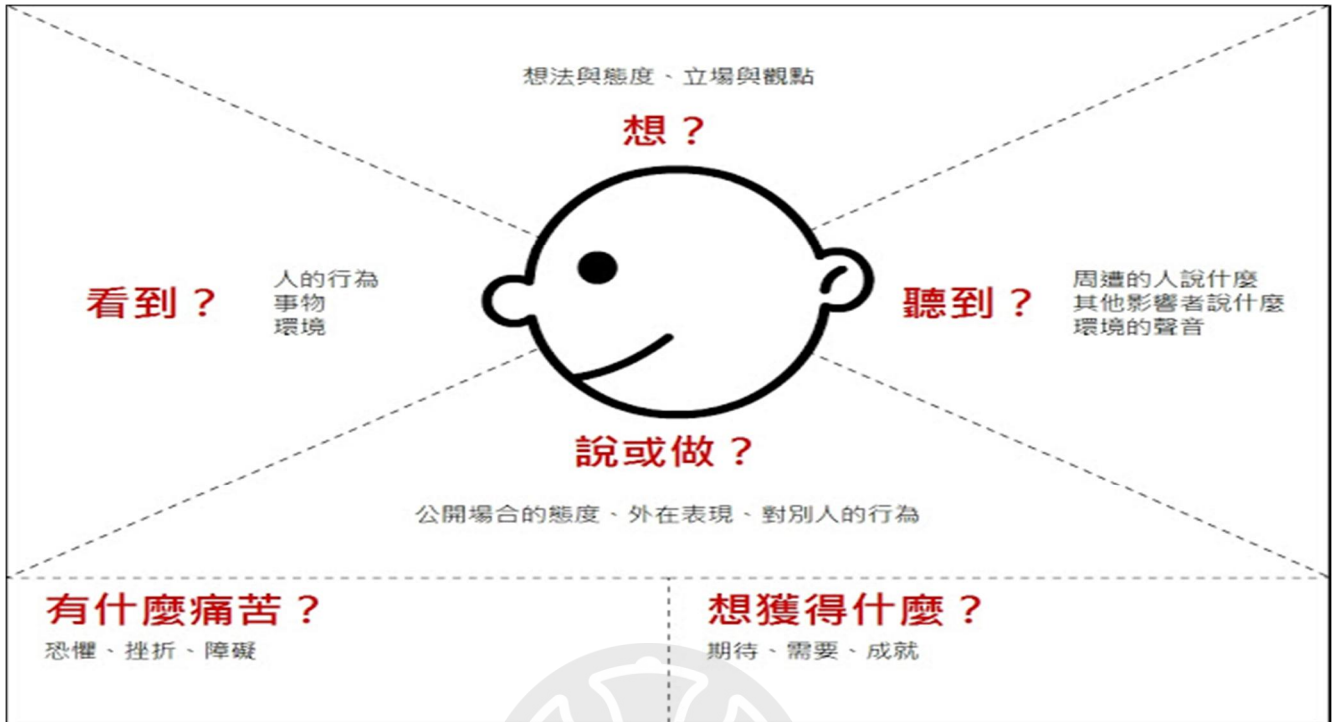 想法與態度、立場與觀點
想？
看到？
人的行為
事物
環境
聽到？
周遭的人說什麼
其他影響者說什麼
環境的聲音
說或做？
公開場合的態度、外在表現、對別人的行為
有什麼痛苦？
恐懼、挫折、障礙
想獲得什麼？
期待、需要、成就